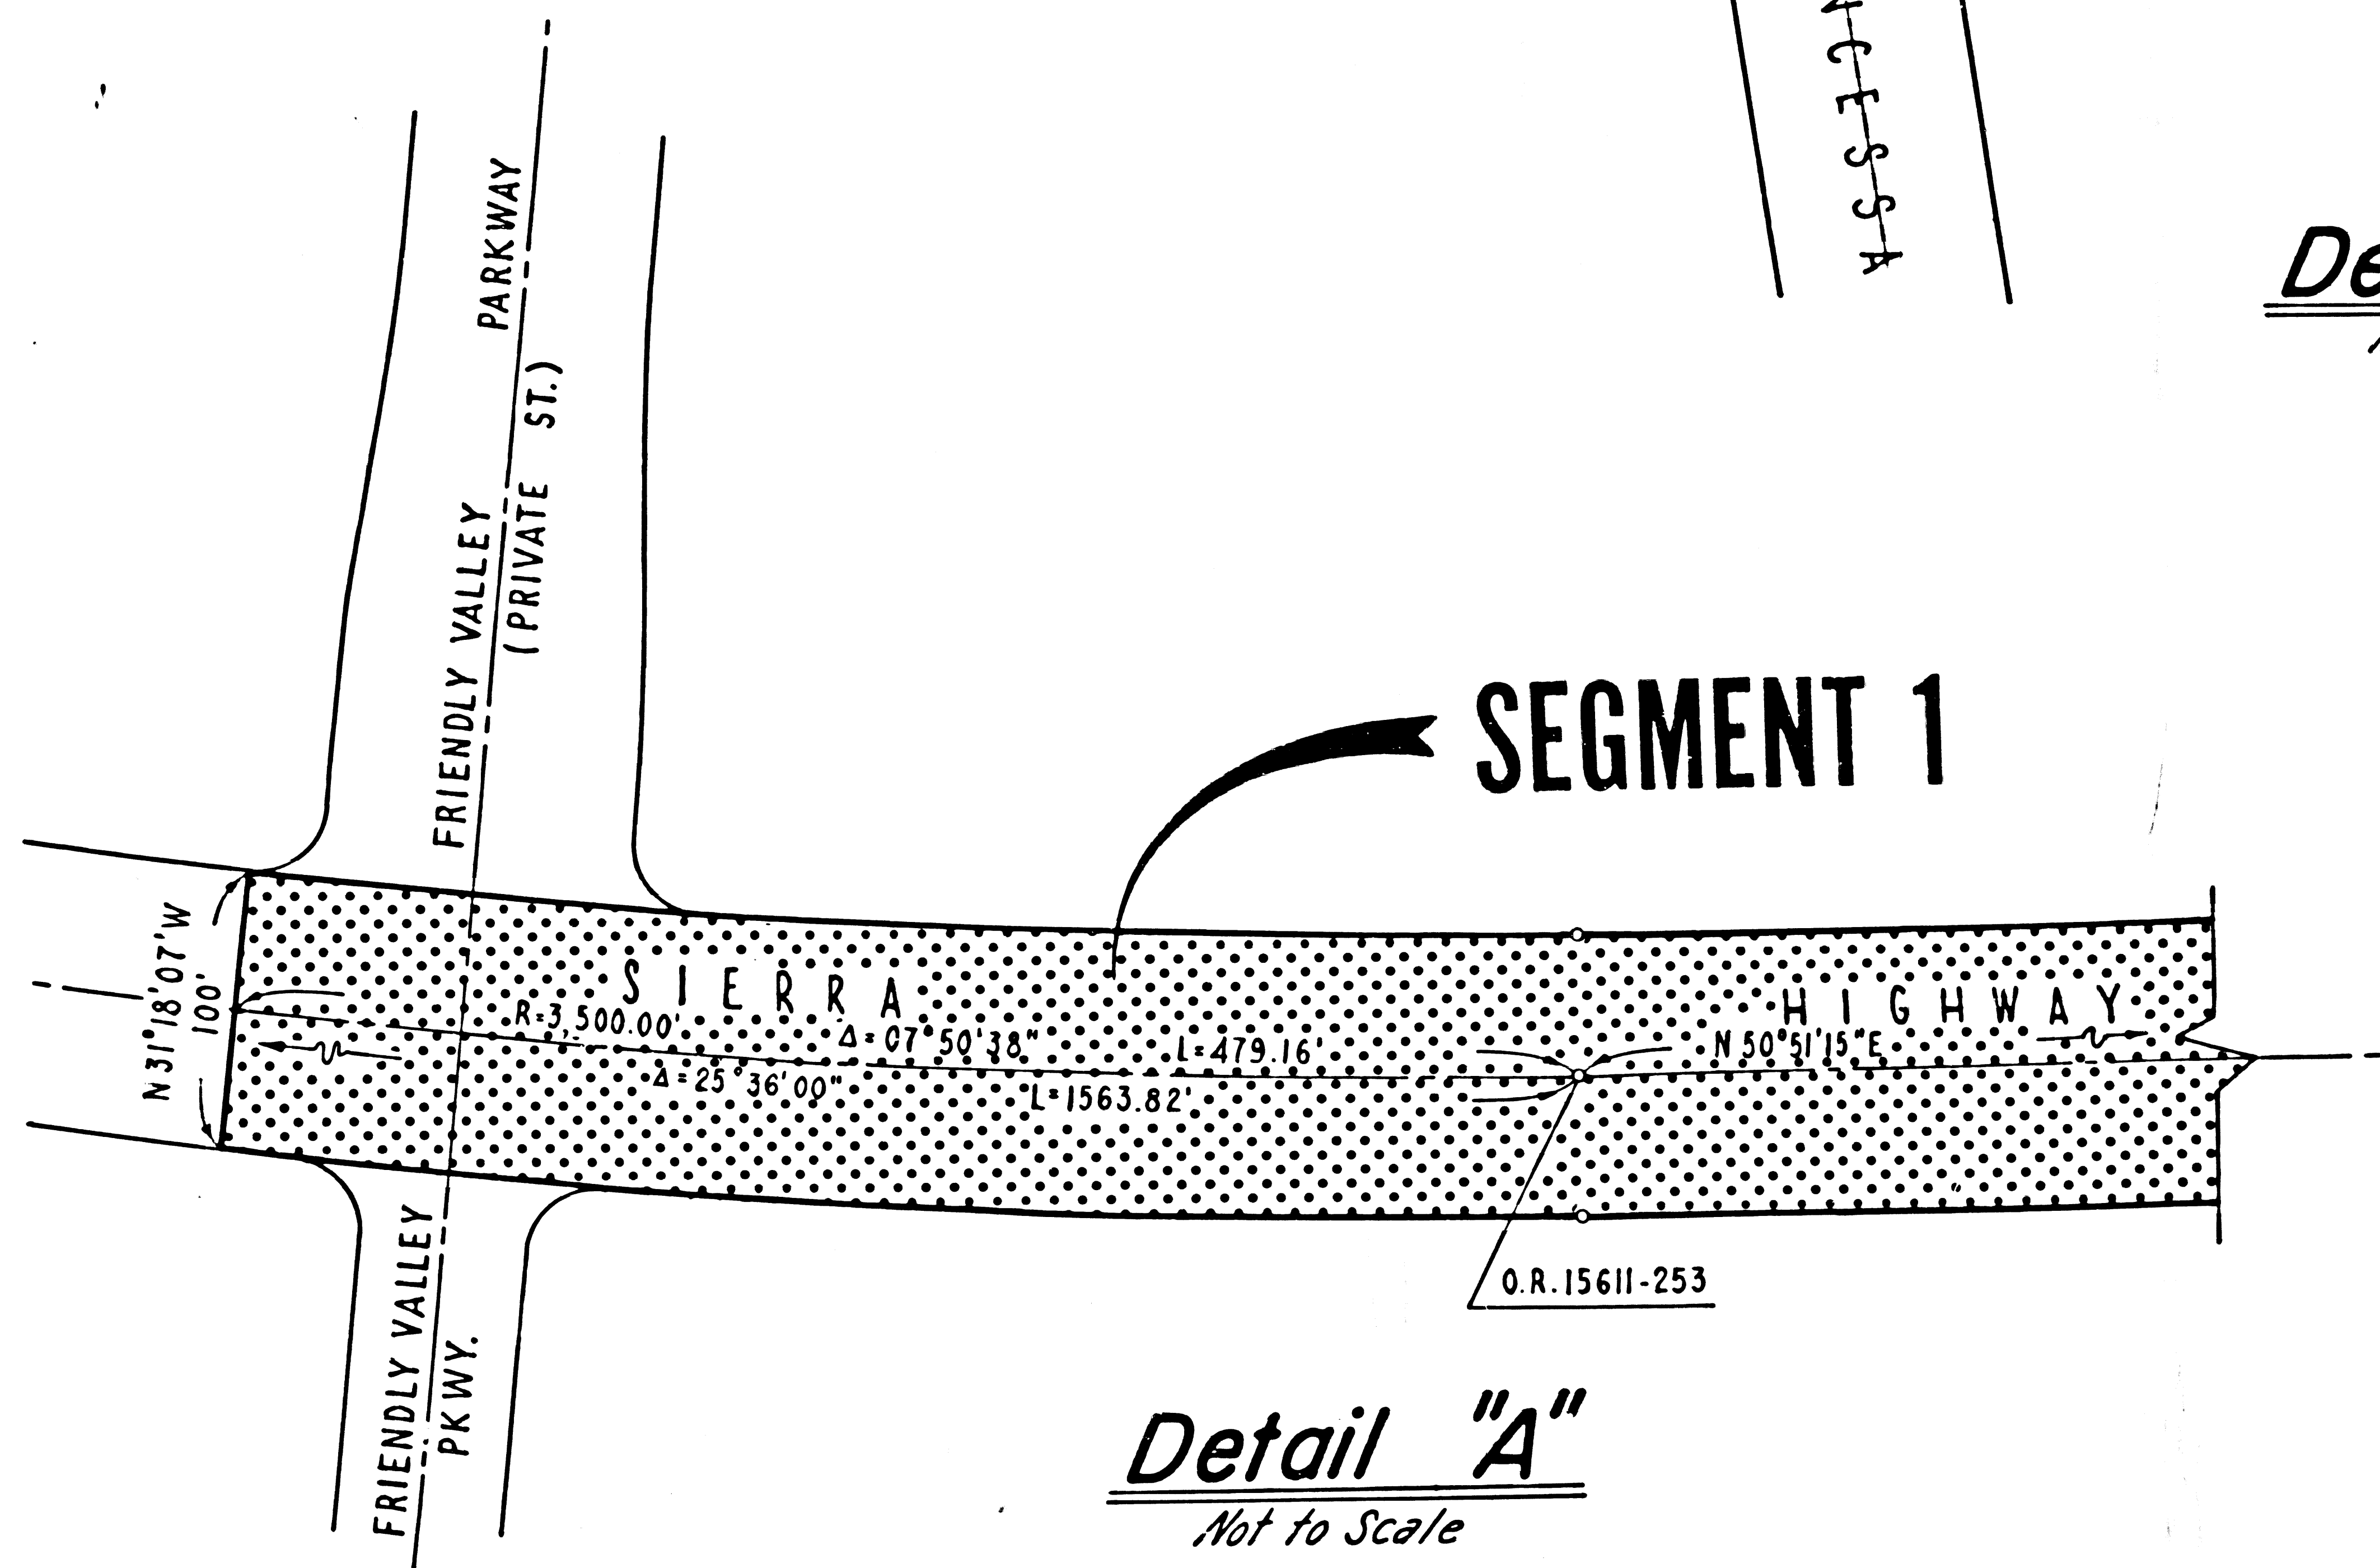 NCESSA
De
PARKWAY
FRIENDLY VALLEY
(PRIVATE ST.)
SEGMENT 1
N31°18'07"W
100'
SIERRA
HIGHWAY
R=3,500.00'
Δ=07°50'38"
L=479.16'
N50°51'15"E
Δ=25°36'00"
L=1563.82'
O.R.15611-253
FRIENDLY VALLEY
PKWY.
Detail "A"
Not to Scale